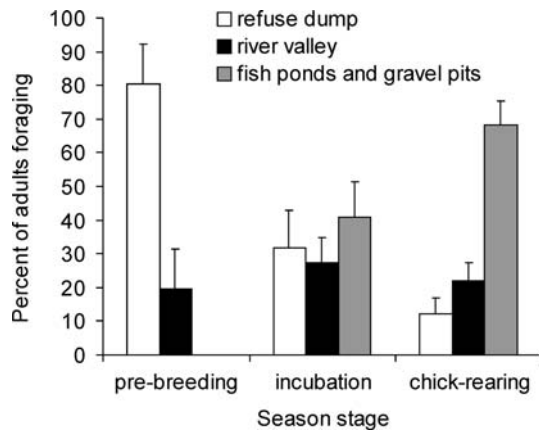 100
90
80
70
60
50
40
30
20
10
0
Percent of adults foraging
refuse dump
river valley
fish ponds and gravel pits
pre-breeding incubation chick-rearing
Season stage